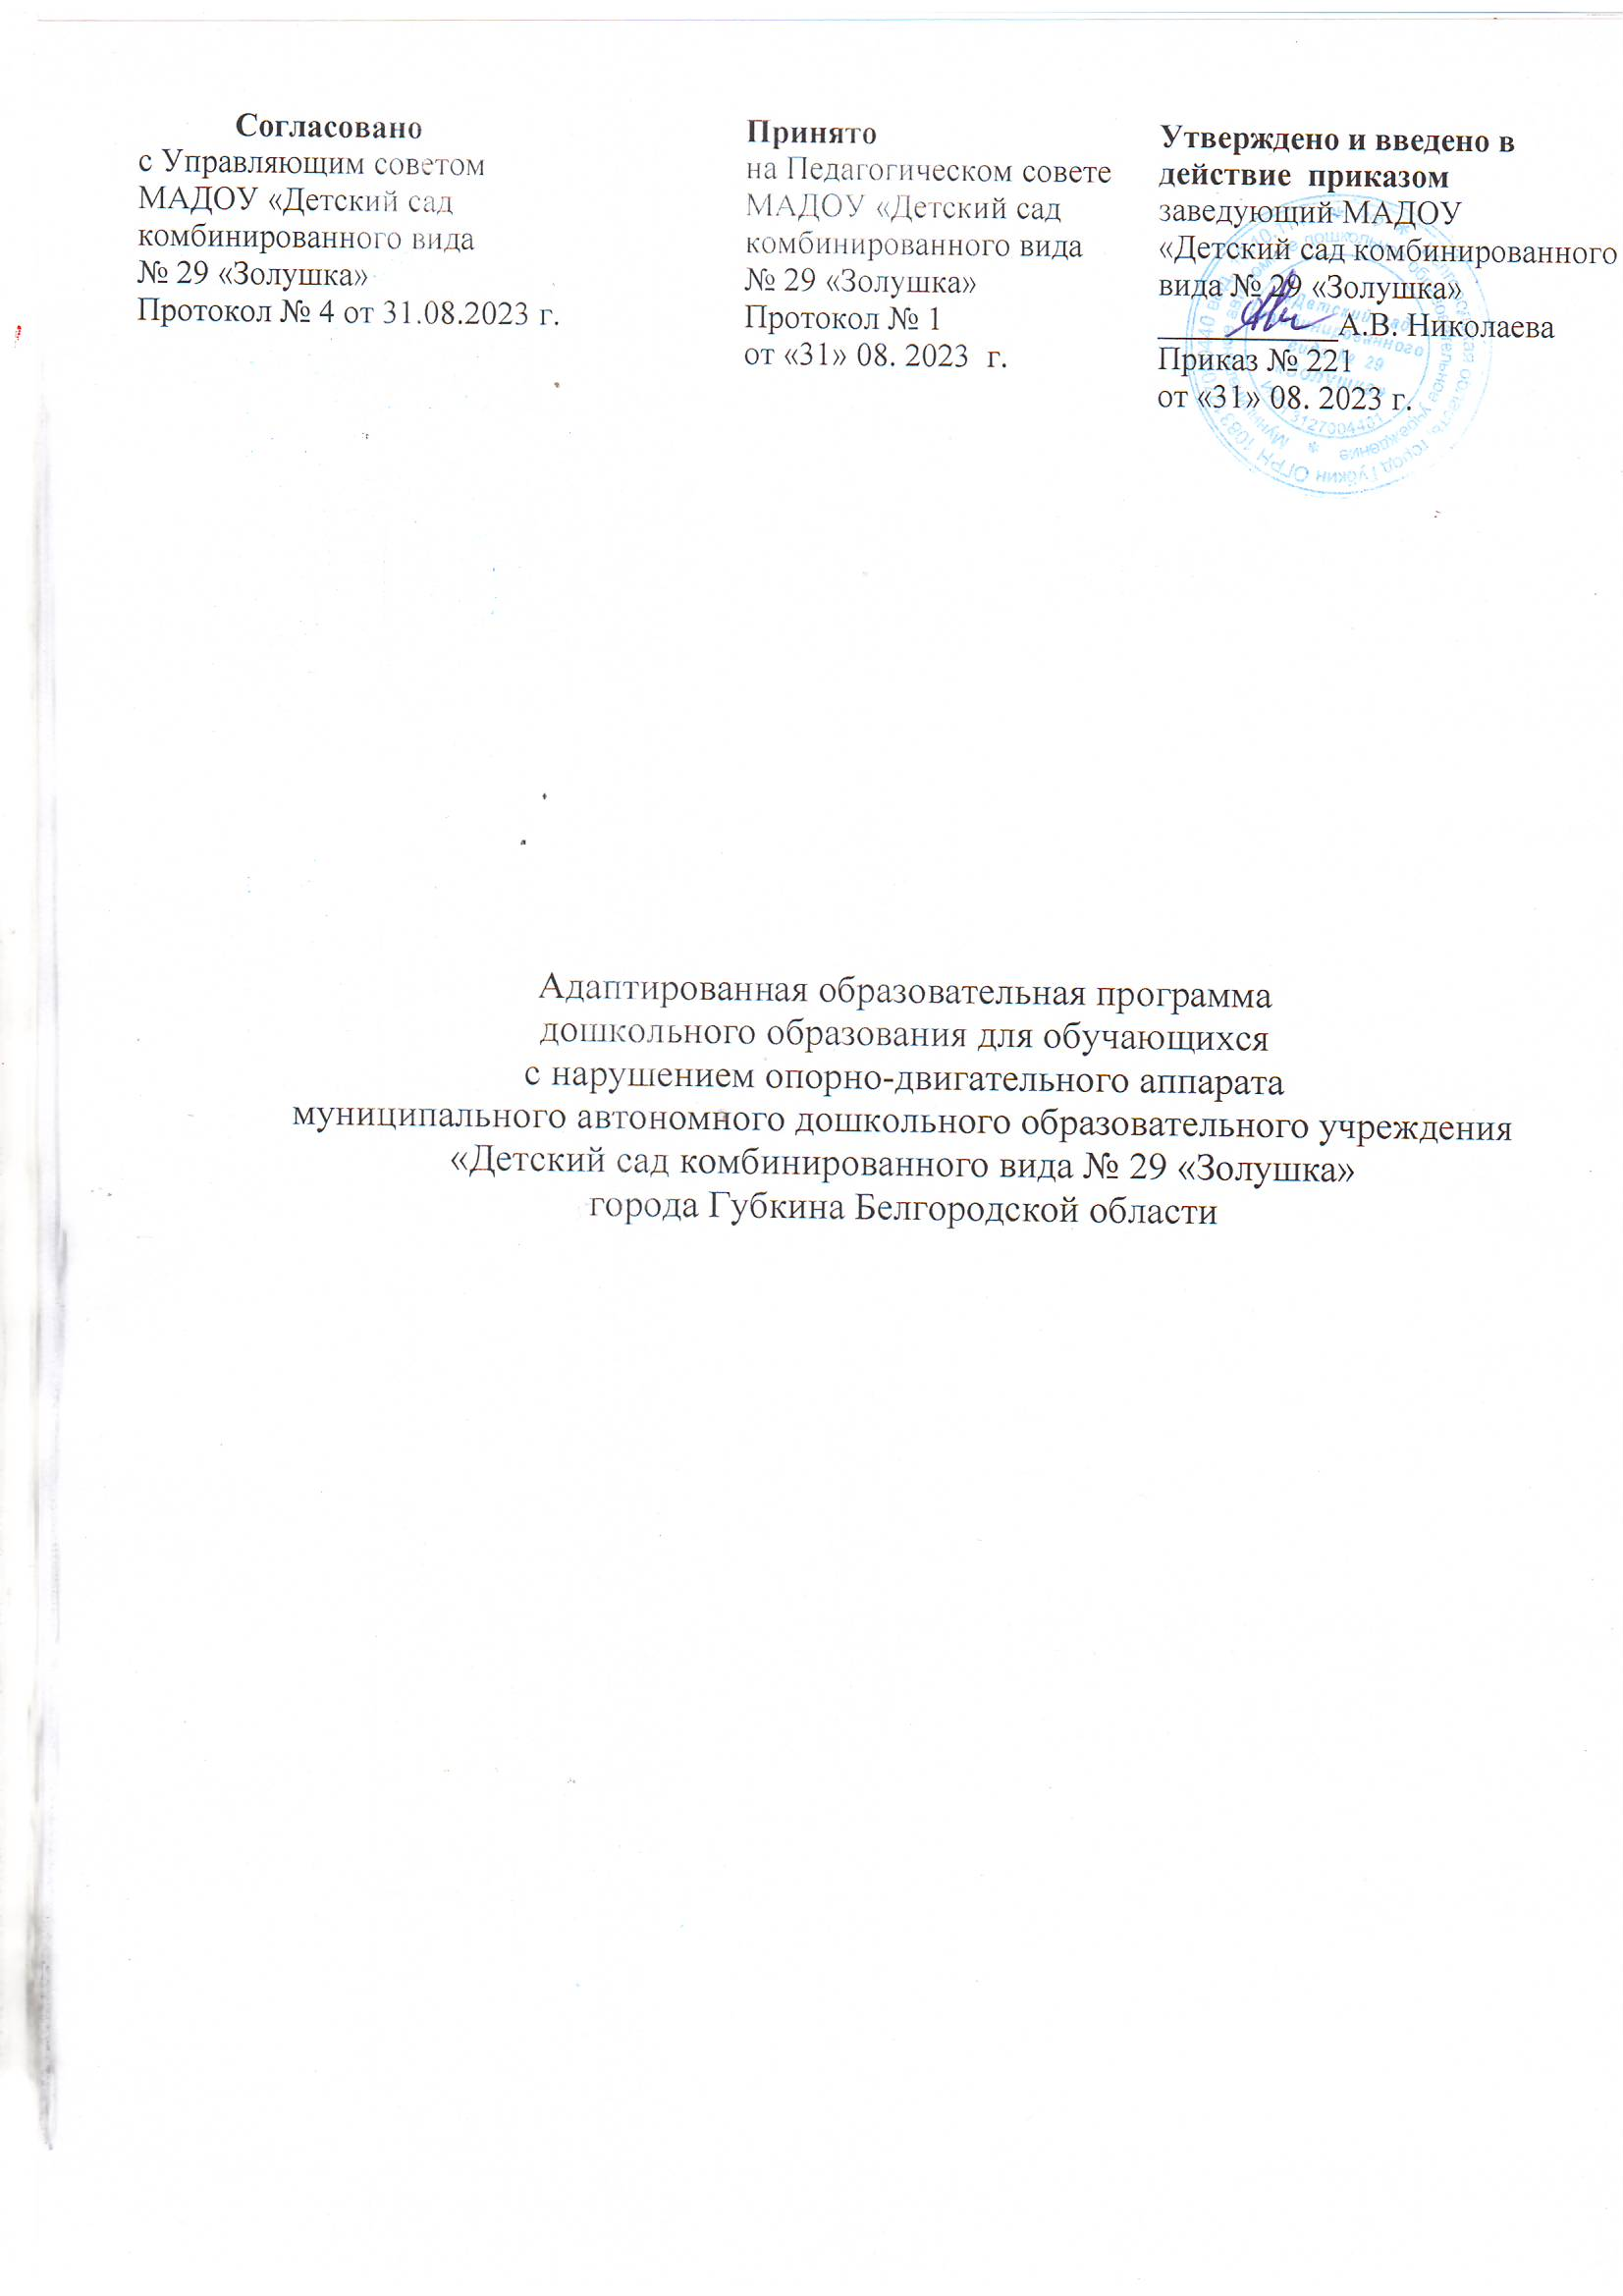 Согласовано
с Управляющим советом
МАДОУ «Детский сад
комбинированного вида
№ 29 «Золушка»
Протокол № 4 от 31.08.2023 г.
Принято
на Педагогическом совете
МАДОУ «Детский сад
комбинированного вида
№ 29 «Золушка»
Протокол № 1
от «31» 08. 2023 г.
Утверждено и введено в
действие приказом
заведующий МАДОУ
«Детский сад комбинированного
вида № 29 «Золушка»
А.В. Николаева
Приказ № 221
от «31» 08. 2023 г.
Адаптированная образовательная программа
дошкольного образования для обучающихся
с нарушением опорно-двигательного аппарата
муниципального автономного дошкольного образовательного учреждения
«Детский сад комбинированного вида № 29 «Золушка»
города Губкина Белгородской области